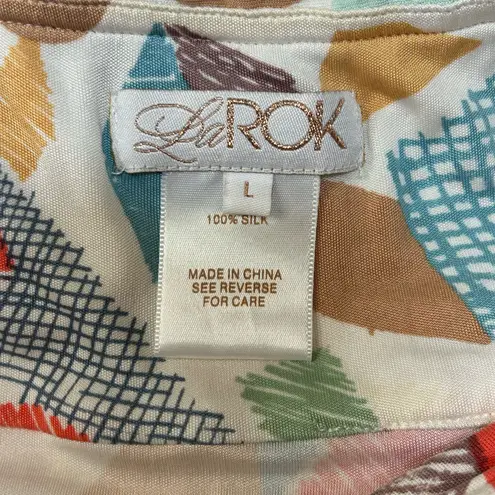 LaROK
L
100% SILK
MADE IN CHINA
SEE REVERSE
FOR CARE